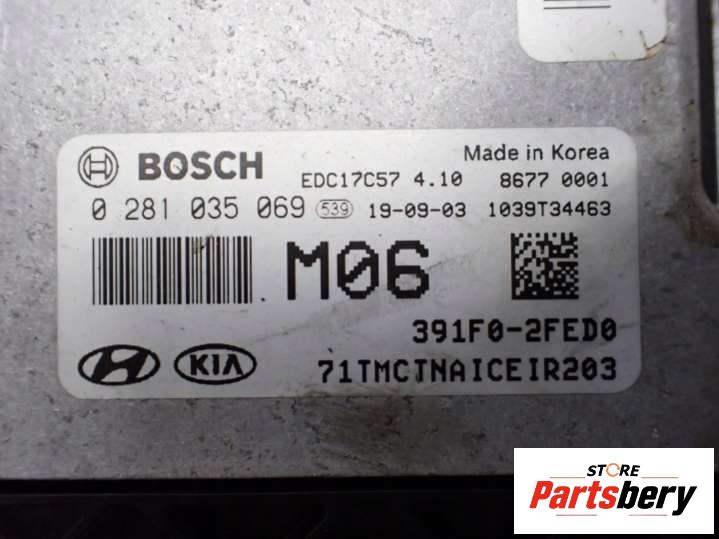 BOSCH
Made in Korea
EDC17C57 4.10 8677 0001
0 281 035 069 539 19-09-03 1039T34463
M06
391F0-2FED0
KIA
71TMCTNAICEIR203
STORE
Partsbery